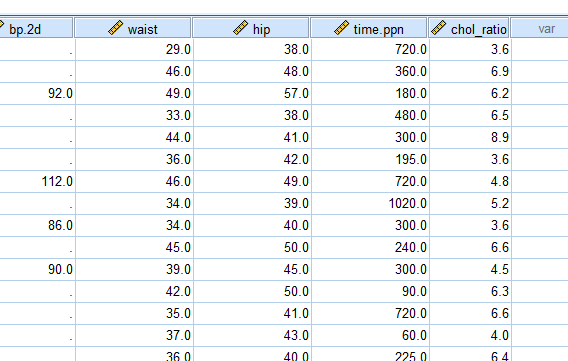 bp.2d waist hip time.ppn chol_ratio var
. 29.0 38.0 720.0 3.6
. 46.0 48.0 360.0 6.9
92.0 49.0 57.0 180.0 6.2
. 33.0 38.0 480.0 6.5
. 44.0 41.0 300.0 8.9
. 36.0 42.0 195.0 3.6
112.0 46.0 49.0 720.0 4.8
. 34.0 39.0 1020.0 5.2
86.0 34.0 40.0 300.0 3.6
. 45.0 50.0 240.0 6.6
90.0 39.0 45.0 300.0 4.5
. 42.0 50.0 90.0 6.3
. 35.0 41.0 720.0 6.6
. 37.0 43.0 60.0 4.0
. 36.0 40.0 225.0 6.4